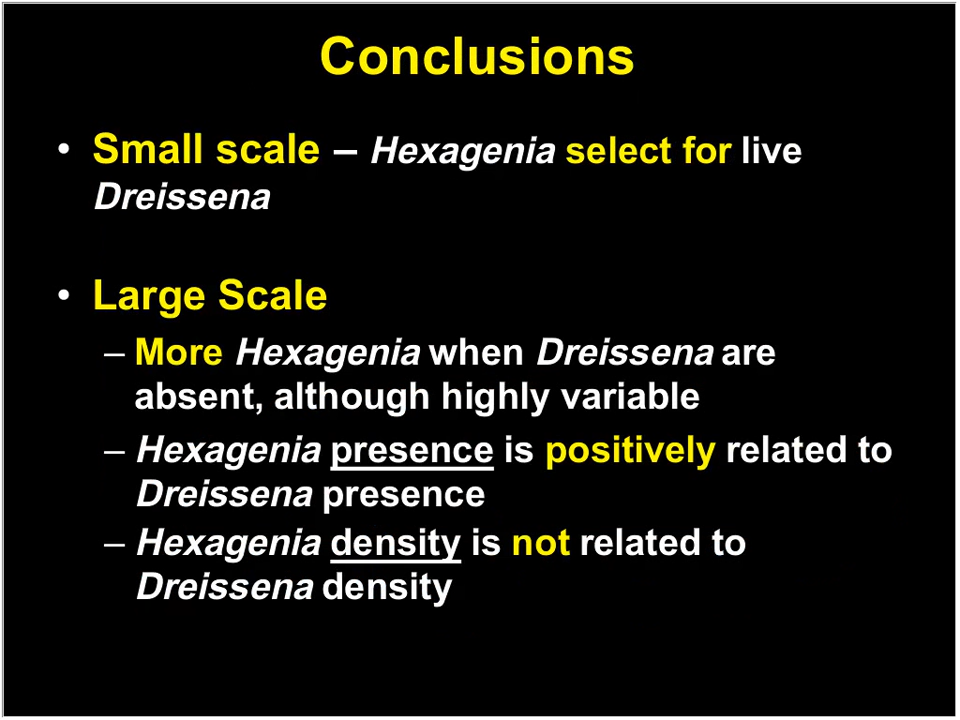 Conclusions
• Small scale – Hexagenia select for live
Dreissena
• Large Scale
– More Hexagenia when Dreissena are
absent, although highly variable
– Hexagenia presence is positively related to
Dreissena presence
– Hexagenia density is not related to
Dreissena density